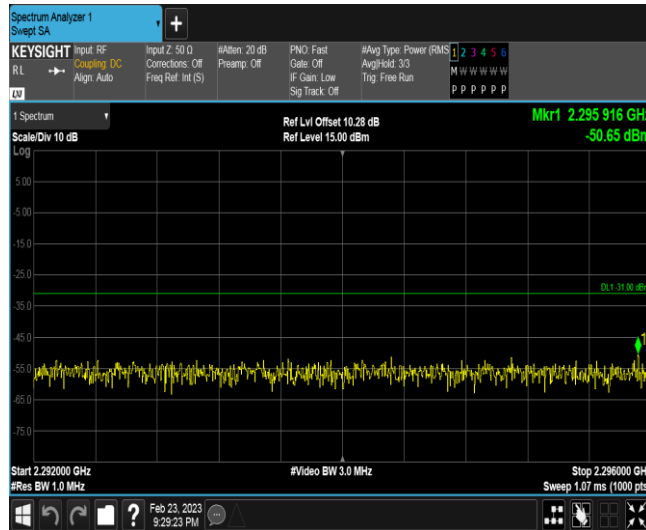 Spectrum Analyzer 1
Swept SA
+
KEYSIGHT
RL
LXI
Input: RF
Coupling: DC
Align: Auto
Input Z: 50 Ω
Corrections: Off
Freq Ref: Int (S)
#Atten: 20 dB
Preamp: Off
PNO: Fast
Gate: Off
IF Gain: Low
Sig Track: Off
#Avg Type: Power (RMS
Avg|Hold: 3/3
Trig: Free Run
1 2 3 4 5 6
M W W W W W
P P P P P P
1 Spectrum
Scale/Div 10 dB
Log
Ref Lvl Offset 10.28 dB
Ref Level 15.00 dBm
Mkr1 2.295 916 GHz
-50.65 dBm
5.00
-5.00
-15.0
-25.0
DL1 -31.00 dBm
-35.0
-45.0
1
-55.0
-65.0
-75.0
Start 2.292000 GHz
#Res BW 1.0 MHz
#Video BW 3.0 MHz
Stop 2.296000 GH
Sweep 1.07 ms (1000 pts
?
Feb 23, 2023
9:29:23 PM